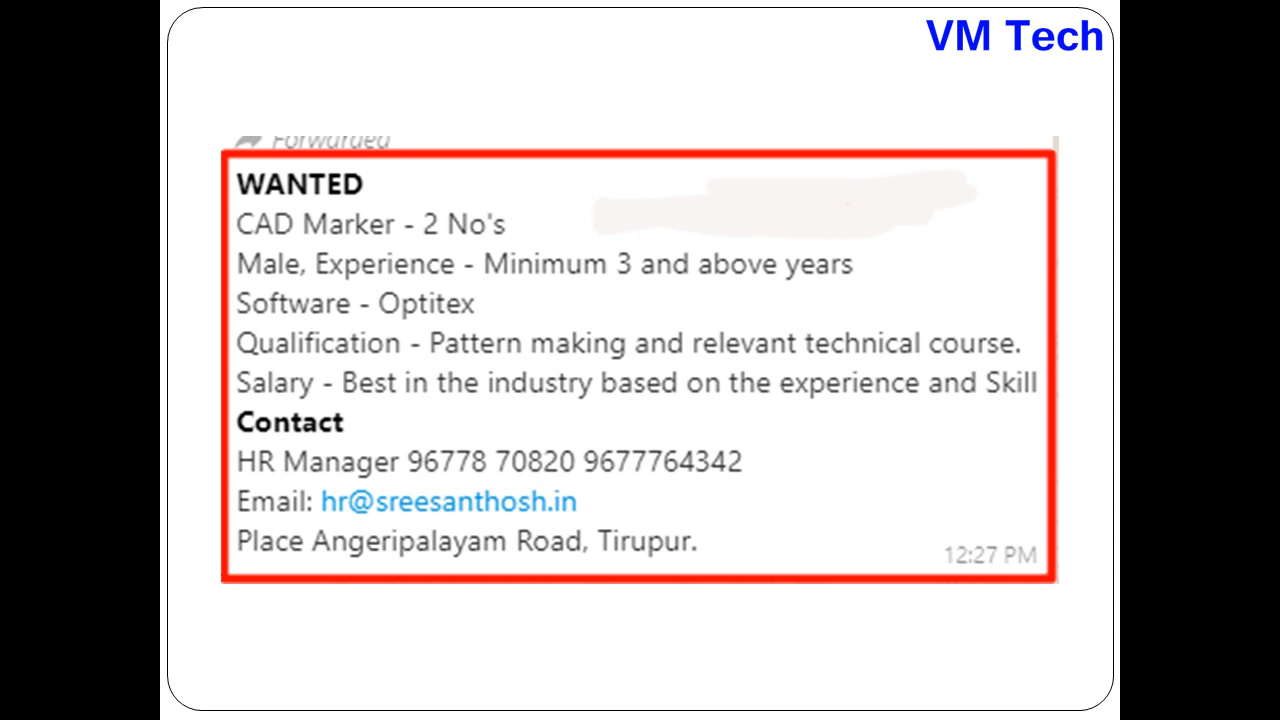 VM Tech
Forwarded
WANTED
CAD Marker - 2 No's
Male, Experience - Minimum 3 and above years
Software - Optitex
Qualification - Pattern making and relevant technical course.
Salary - Best in the industry based on the experience and Skill
Contact
HR Manager 96778 70820 9677764342
Email: hr@sreesanthosh.in
Place Angeripalayam Road, Tirupur.
12:27 PM